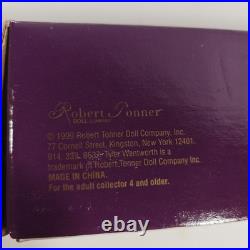 Robert Tonner
DOLL COMPANY
© 1999 Robert Tonner Doll Company, Inc.
77 Cornell Street, Kingston, New York 12401.
914. Tyler Wentworth is a
trademark of Robert Tonner Doll Company, Inc.
MADE IN CHINA.
For the adult collector 4 and older.